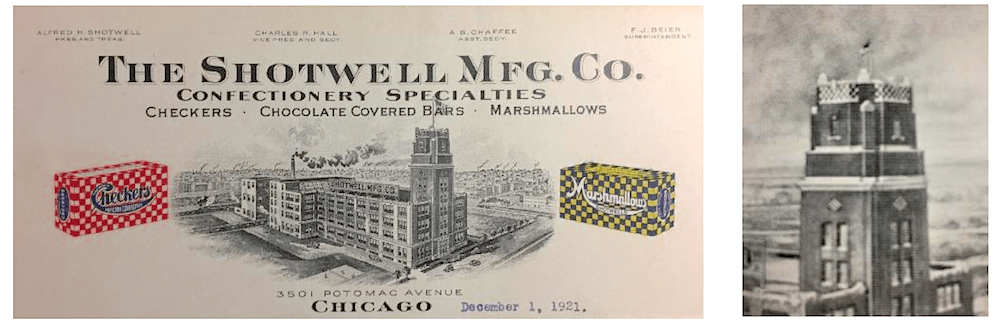 ALFRED H. SHOTWELL
PRES. AND TREAS.
CHARLES R. HALL
VICE PRES. AND SECY.
A. B. CHAFFEE
ASST. SECY.
F. J. BEIER
SUPERINTENDENT
THE SHOTWELL MFG. CO.
CONFECTIONERY SPECIALTIES
CHECKERS · CHOCOLATE COVERED BARS · MARSHMALLOWS
SHOTWELL MFG. CO.
Checkers
Marshmallows
SHOTWELL'S
3501 POTOMAC AVENUE
CHICAGO
December 1, 1921.